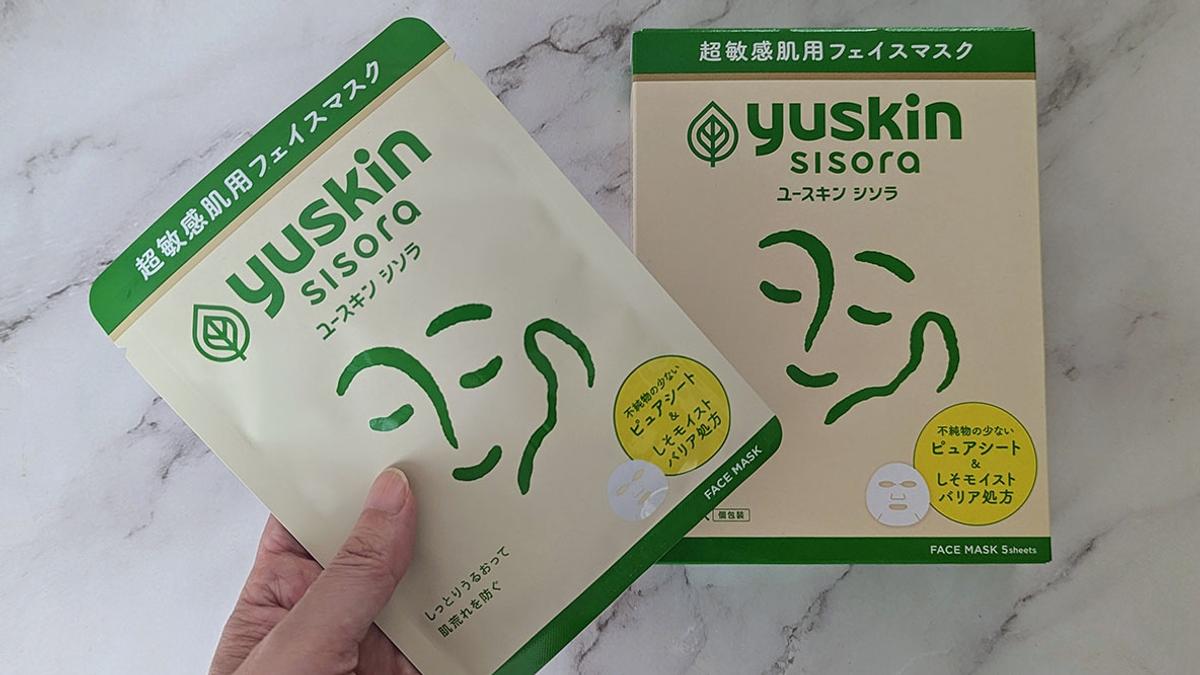 超敏感肌用フェイスマスク
yuskin
sisora
ユースキン シソラ
不純物の少ない
ピュアシート
&
しそモイスト
バリア処方
FACE MASK
しっとりうるおって
肌荒れを防ぐ
超敏感肌用フェイスマスク
yuskin
sisora
ユースキン シソラ
不純物の少ない
ピュアシート
&
しそモイスト
バリア処方
個包装
FACE MASK 5sheets